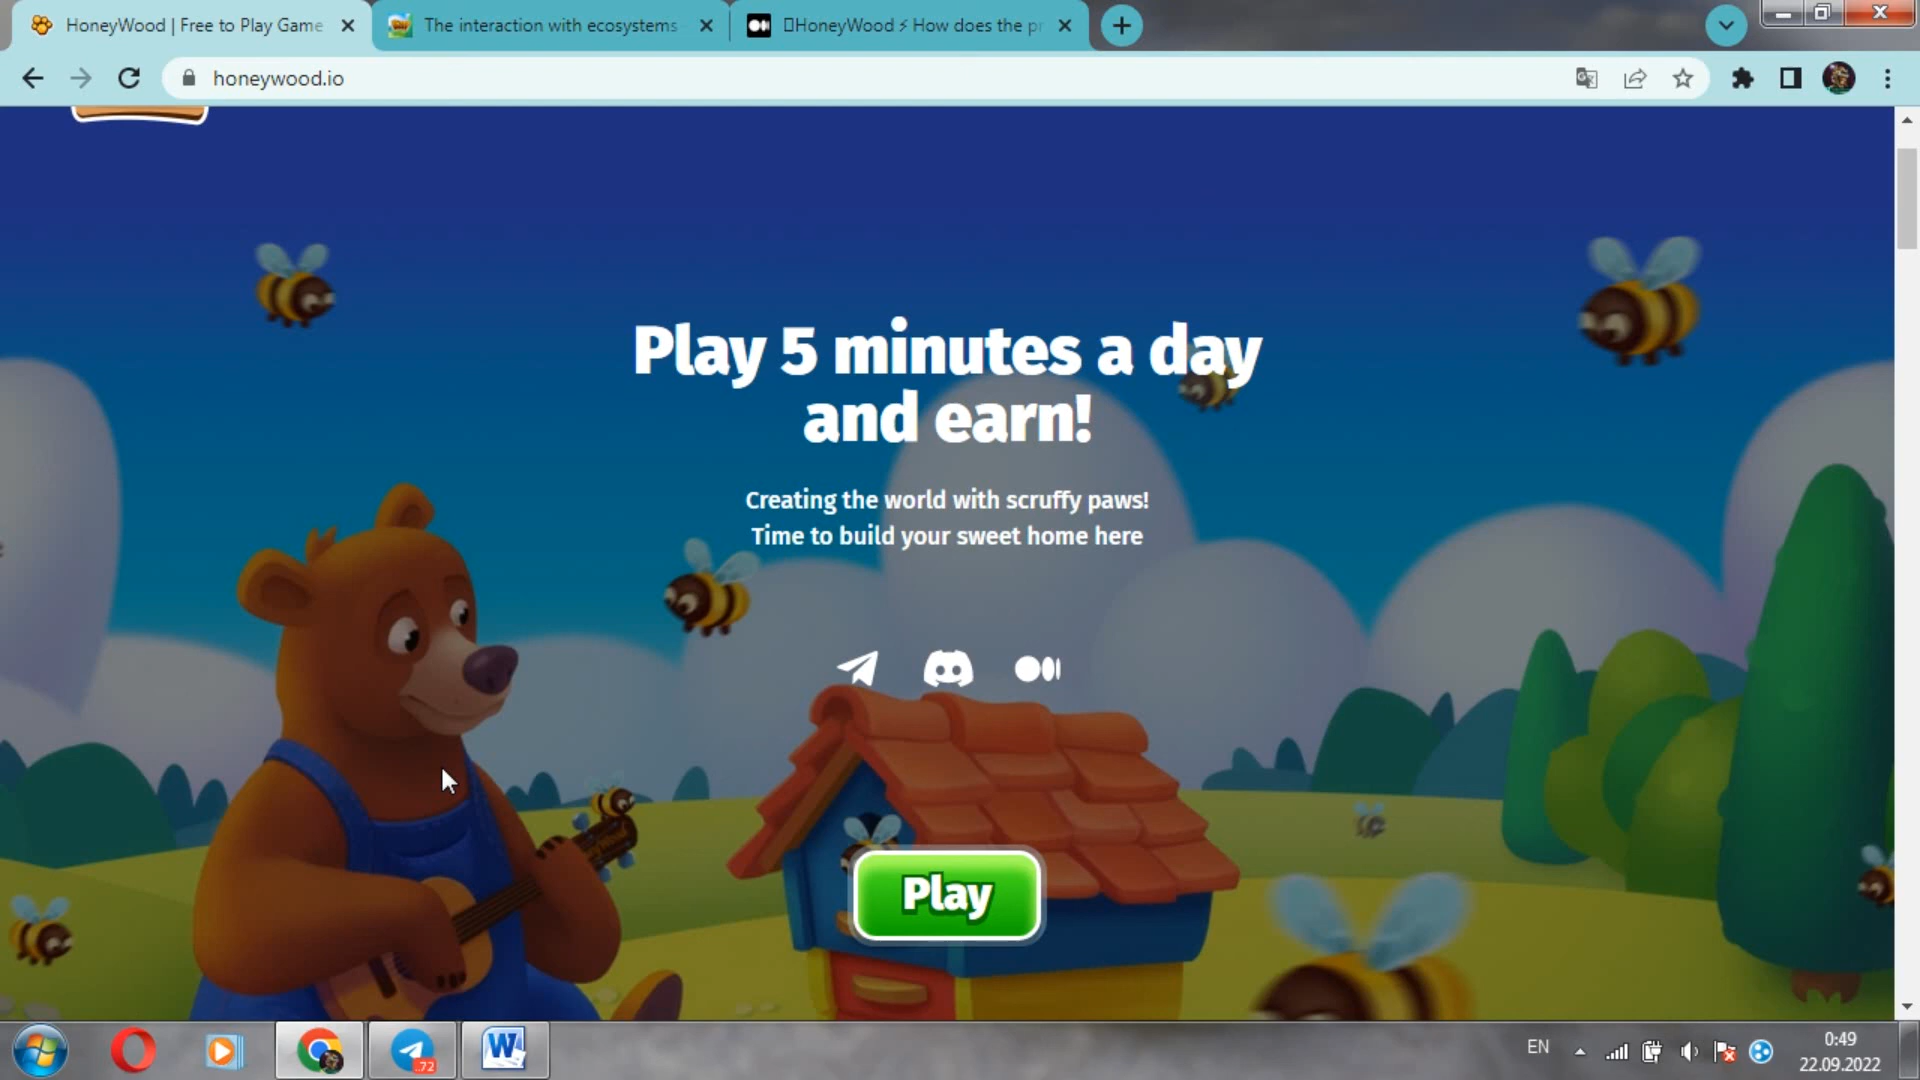 HoneyWood | Free to Play Game
The interaction with ecosystems
HoneyWood ⚡ How does the pr
honeywood.io
Play 5 minutes a day
and earn!
Creating the world with scruffy paws!
Time to build your sweet home here
Play
72
EN
0:49
22.09.2022